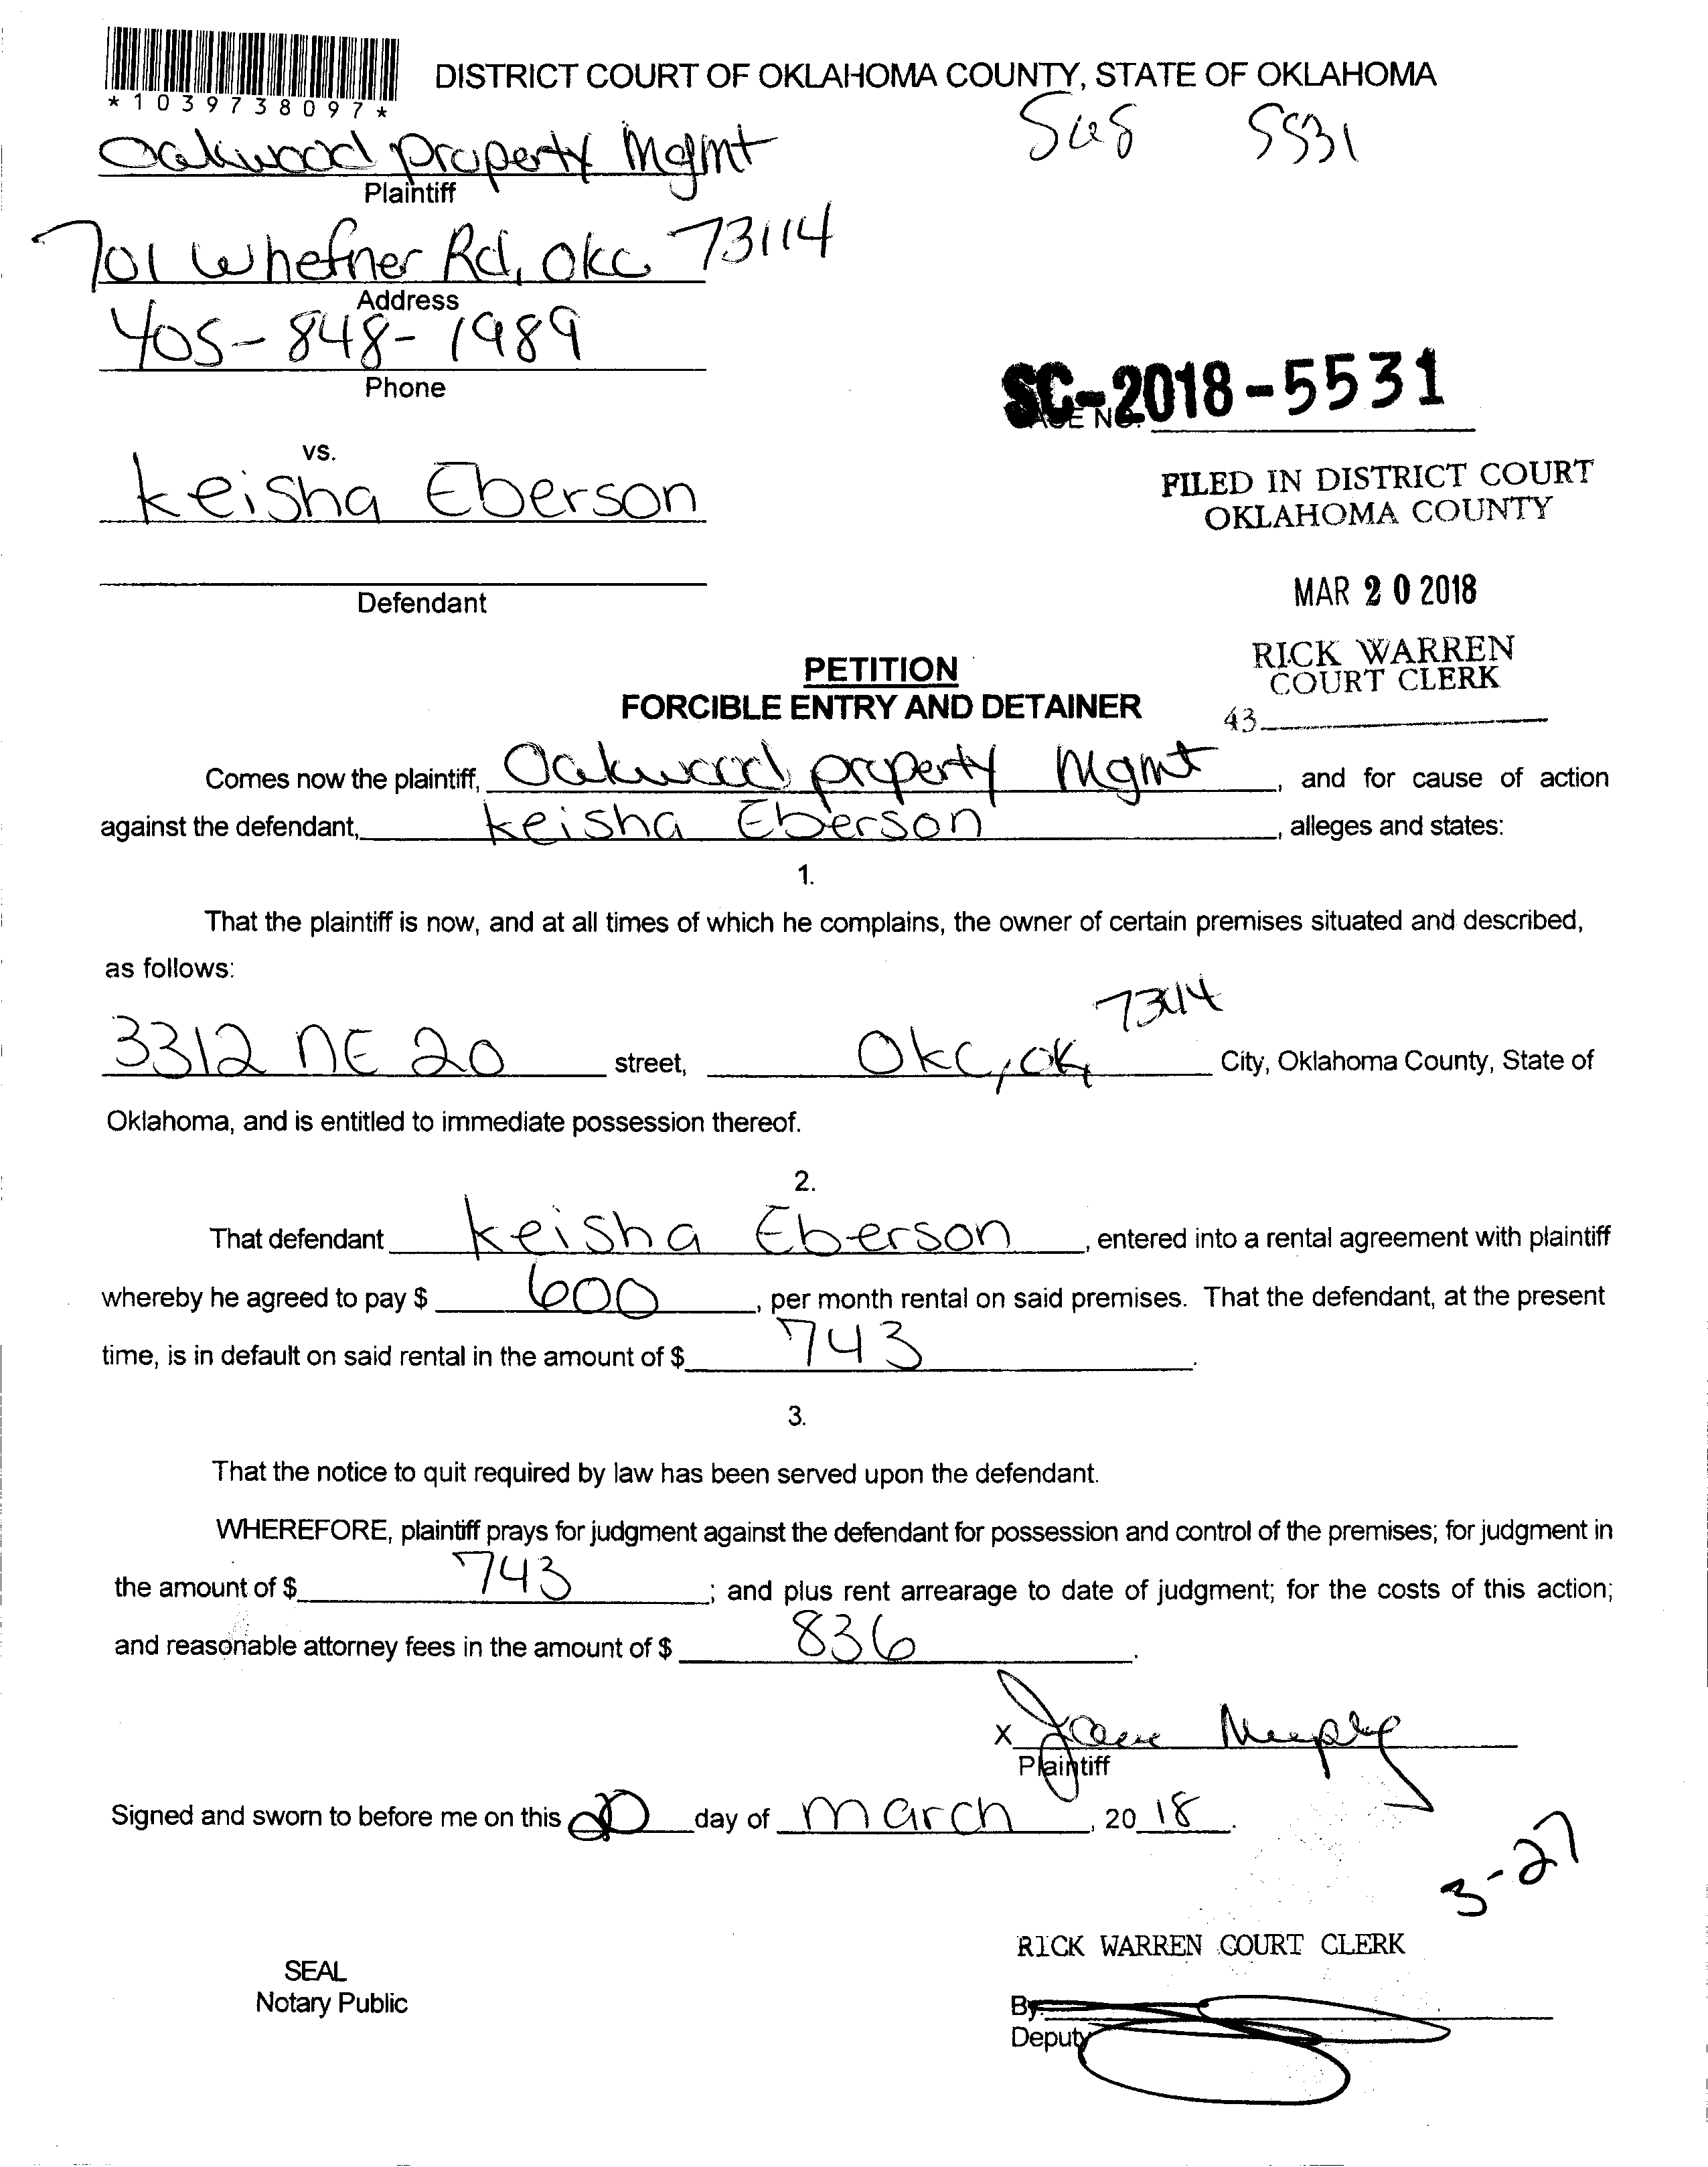 *1039738097*
DISTRICT COURT OF OKLAHOMA COUNTY, STATE OF OKLAHOMA
5531
Oakwood property Mgmt
Plaintiff
701 W hefner Rd, Okc 73114
Address
405-848-1989
Phone
SC-2018-5531
vs.
Keisha Eberson
FILED IN DISTRICT COURT
OKLAHOMA COUNTY
Defendant
MAR 20 2018
RICK WARREN
COURT CLERK
43
PETITION
FORCIBLE ENTRY AND DETAINER
Comes now the plaintiff, Oakwood property Mgmt, and for cause of action
against the defendant, Keisha Eberson, alleges and states:
1.
That the plaintiff is now, and at all times of which he complains, the owner of certain premises situated and described,
as follows:
3312 NE 20 street, Okc, OK, City, Oklahoma County, State of
Oklahoma, and is entitled to immediate possession thereof.
2.
That defendant Keisha Eberson, entered into a rental agreement with plaintiff
whereby he agreed to pay $ 600, per month rental on said premises. That the defendant, at the present
time, is in default on said rental in the amount of $ 743.
3.
That the notice to quit required by law has been served upon the defendant.
WHEREFORE, plaintiff prays for judgment against the defendant for possession and control of the premises; for judgment in
the amount of $ 743; and plus rent arrearage to date of judgment; for the costs of this action;
and reasonable attorney fees in the amount of $ 836.
X
Plaintiff
Signed and sworn to before me on this 20 day of March, 20 18.
3-27
RICK WARREN COURT CLERK
SEAL
Notary Public
By
Deputy